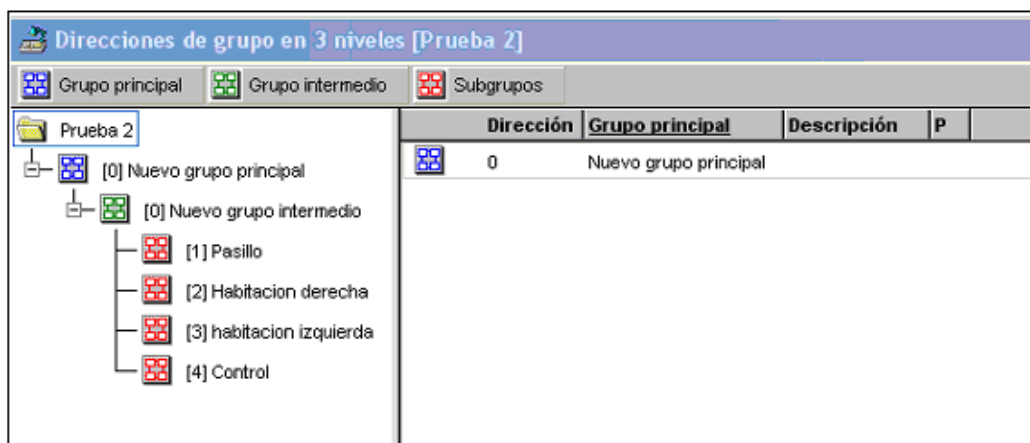 Direcciones de grupo en 3 niveles [Prueba 2]
Grupo principal Grupo intermedio Subgrupos
Prueba 2
[0] Nuevo grupo principal
[0] Nuevo grupo intermedio
[1] Pasillo
[2] Habitacion derecha
[3] habitacion izquierda
[4] Control
Dirección Grupo principal Descripción P
0 Nuevo grupo principal